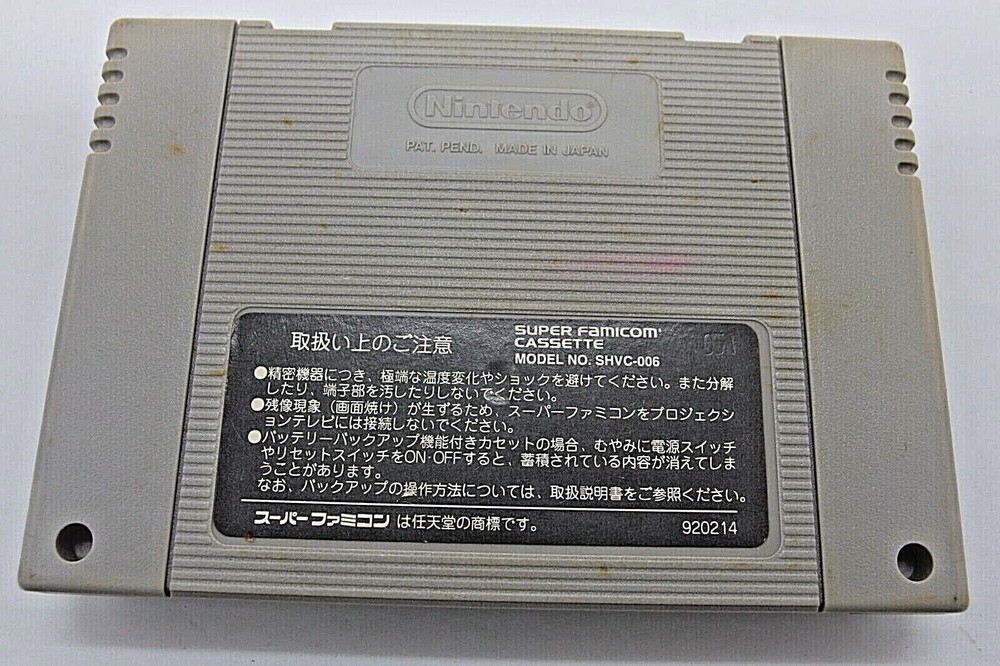 Nintendo®
PAT. PEND. MADE IN JAPAN
取扱い上のご注意
SUPER FAMICOM
CASSETTE
MODEL NO. SHVC-006
●精密機器につき、極端な温度変化やショックを避けてください。また分解
したり、端子部を汚したりしないでください。
●残像現象（画面焼け）が生ずるため、スーパーファミコンをプロジェクシ
ョンテレビには接続しないでください。
●バッテリーバックアップ機能付きカセットの場合、むやみに電源スイッチ
やリセットスイッチをON・OFFすると、蓄積されている内容が消えてしま
うことがあります。
なお、バックアップの操作方法については、取扱説明書をご参照ください。
スーパーファミコンは任天堂の商標です。
920214